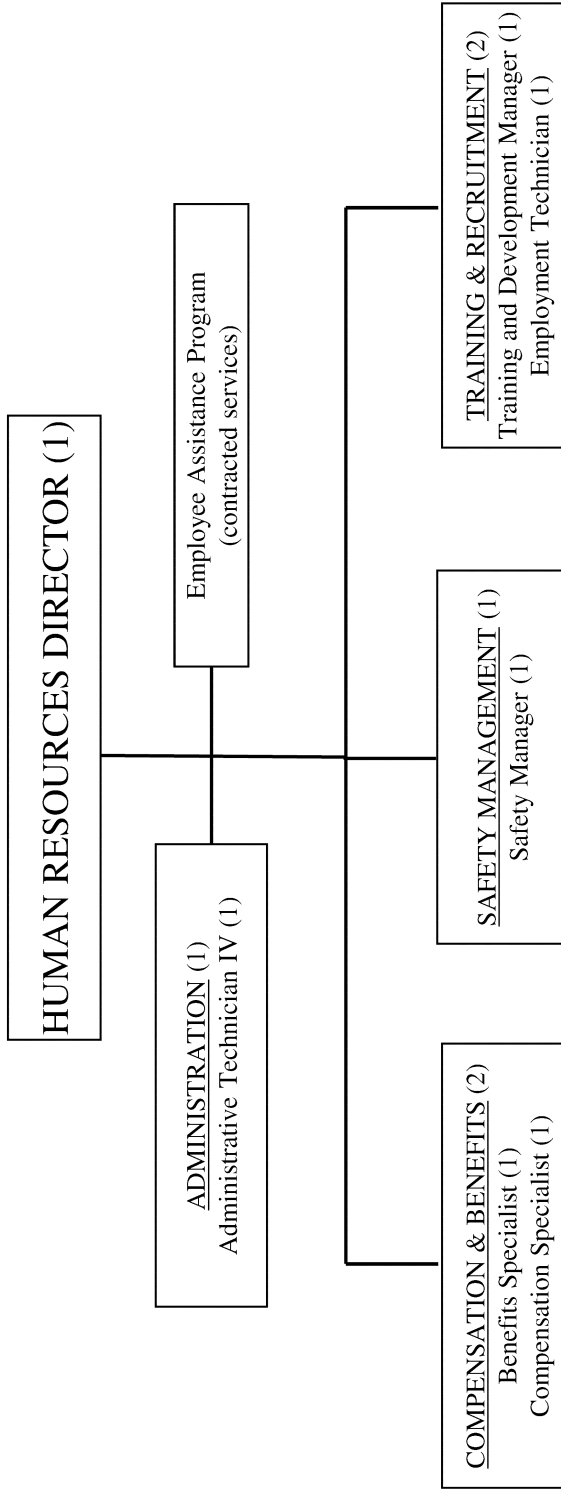 HUMAN RESOURCES DIRECTOR (1)
ADMINISTRATION (1)
Administrative Technician IV (1)
Employee Assistance Program
(contracted services)
COMPENSATION & BENEFITS (2)
Benefits Specialist (1)
Compensation Specialist (1)
SAFETY MANAGEMENT (1)
Safety Manager (1)
TRAINING & RECRUITMENT (2)
Training and Development Manager (1)
Employment Technician (1)